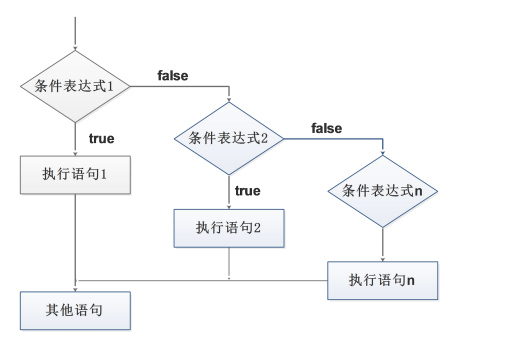 false
条件表达式1
true
false
条件表达式2
true
条件表达式n
执行语句1
执行语句2
执行语句n
其他语句